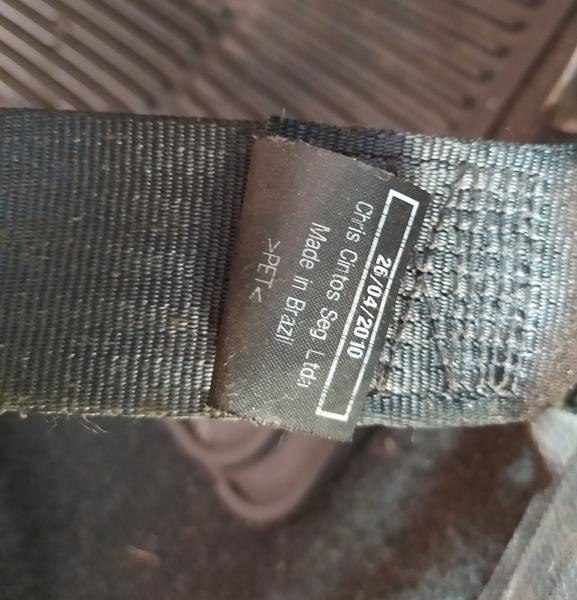 26/04/2010
Chris Cintos Seg Ltda
Made in Brazil
>PET<